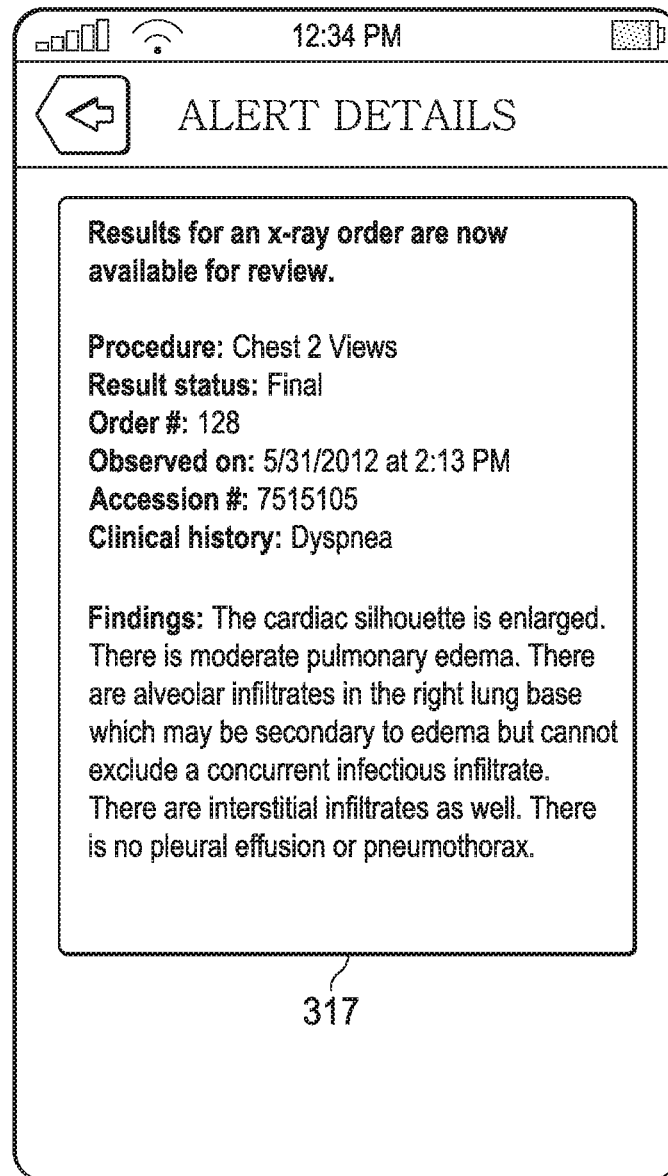 12:34 PM
ALERT DETAILS
Results for an x-ray order are now
available for review.
Procedure: Chest 2 Views
Result status: Final
Order #: 128
Observed on: 5/31/2012 at 2:13 PM
Accession #: 7515105
Clinical history: Dyspnea
Findings: The cardiac silhouette is enlarged.
There is moderate pulmonary edema. There
are alveolar infiltrates in the right lung base
which may be secondary to edema but cannot
exclude a concurrent infectious infiltrate.
There are interstitial infiltrates as well. There
is no pleural effusion or pneumothorax.
317